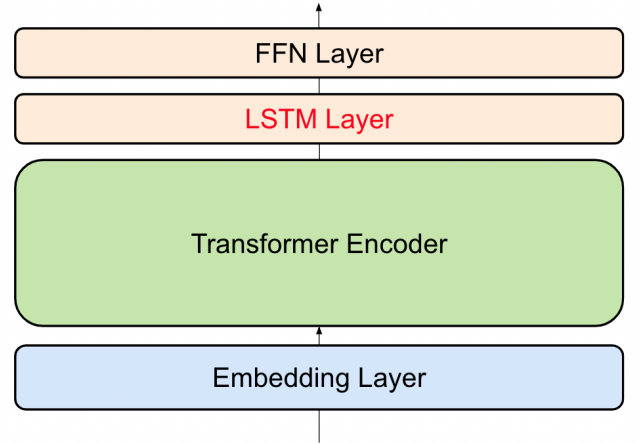 FFN Layer
LSTM Layer
Transformer Encoder
Embedding Layer